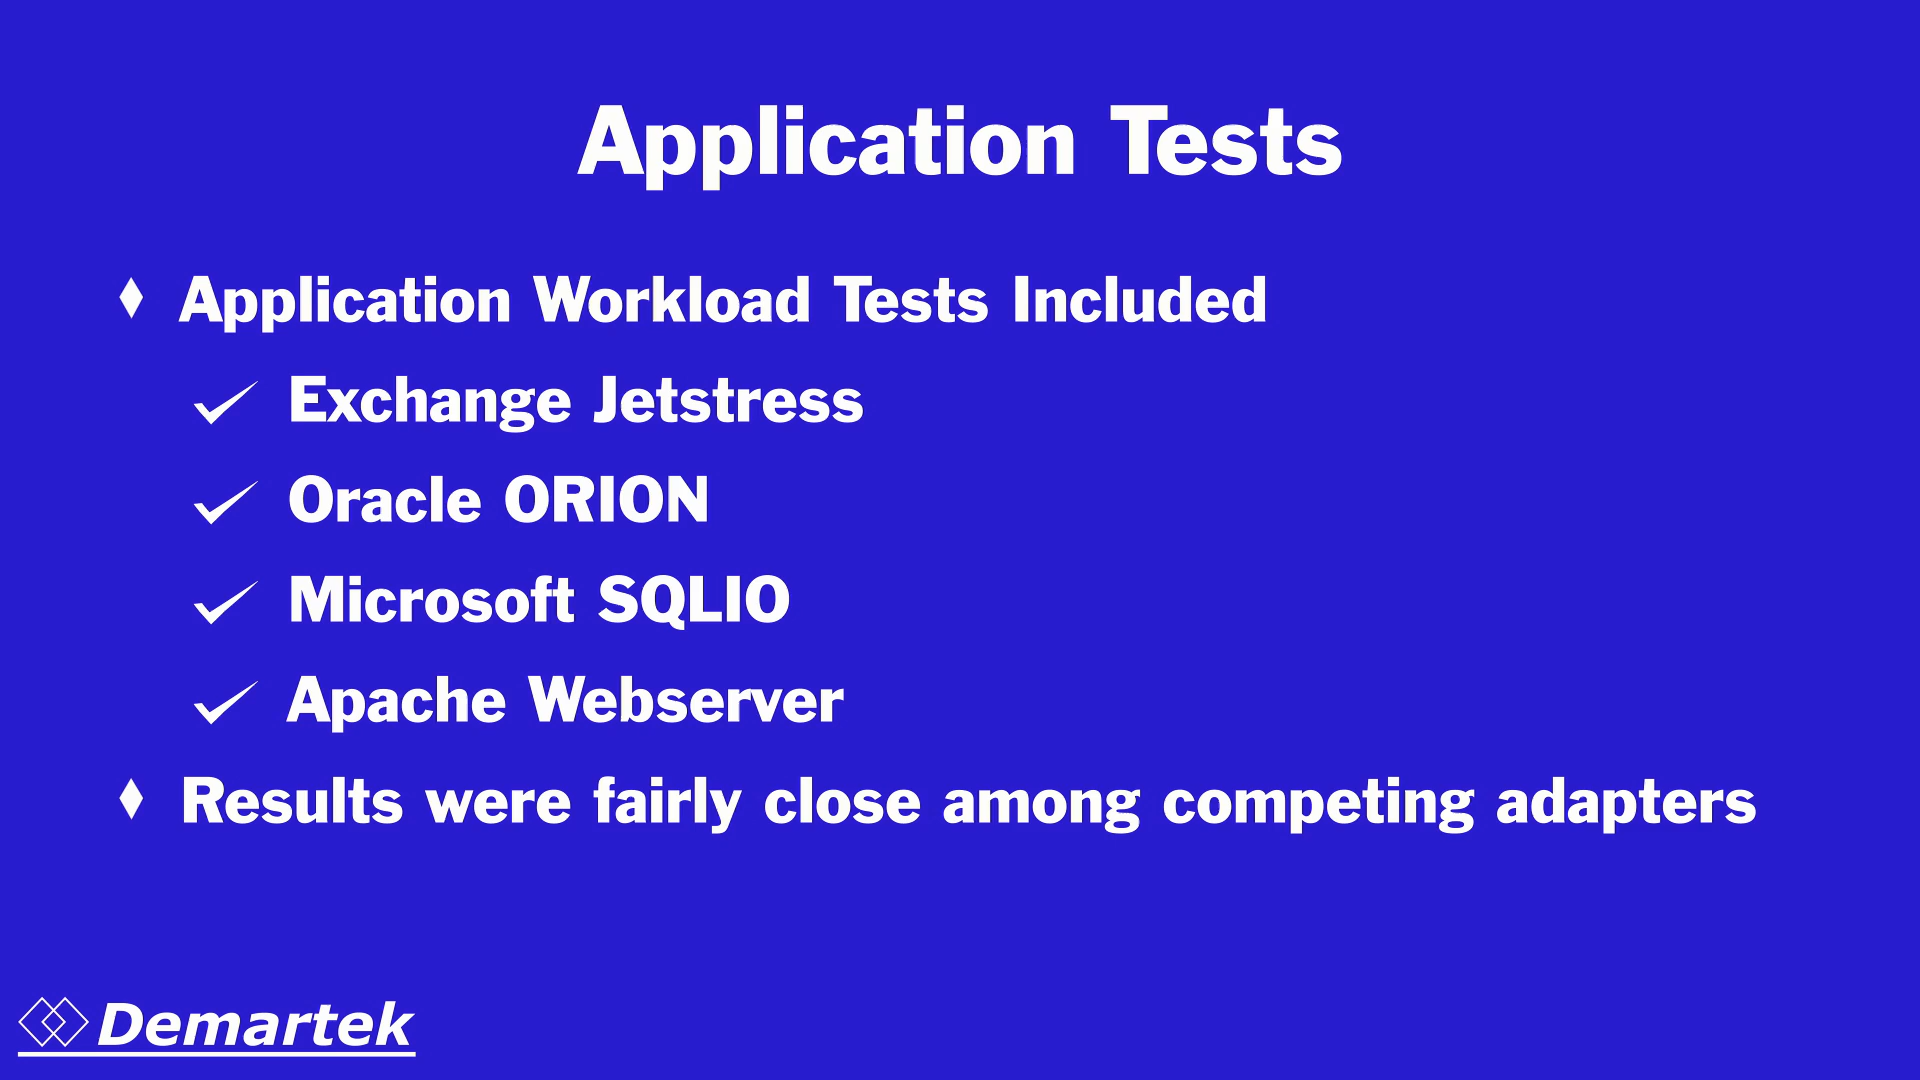 Application Tests
Application Workload Tests Included
Exchange Jetstress
Oracle ORION
Microsoft SQLIO
Apache Webserver
Results were fairly close among competing adapters
Demartek